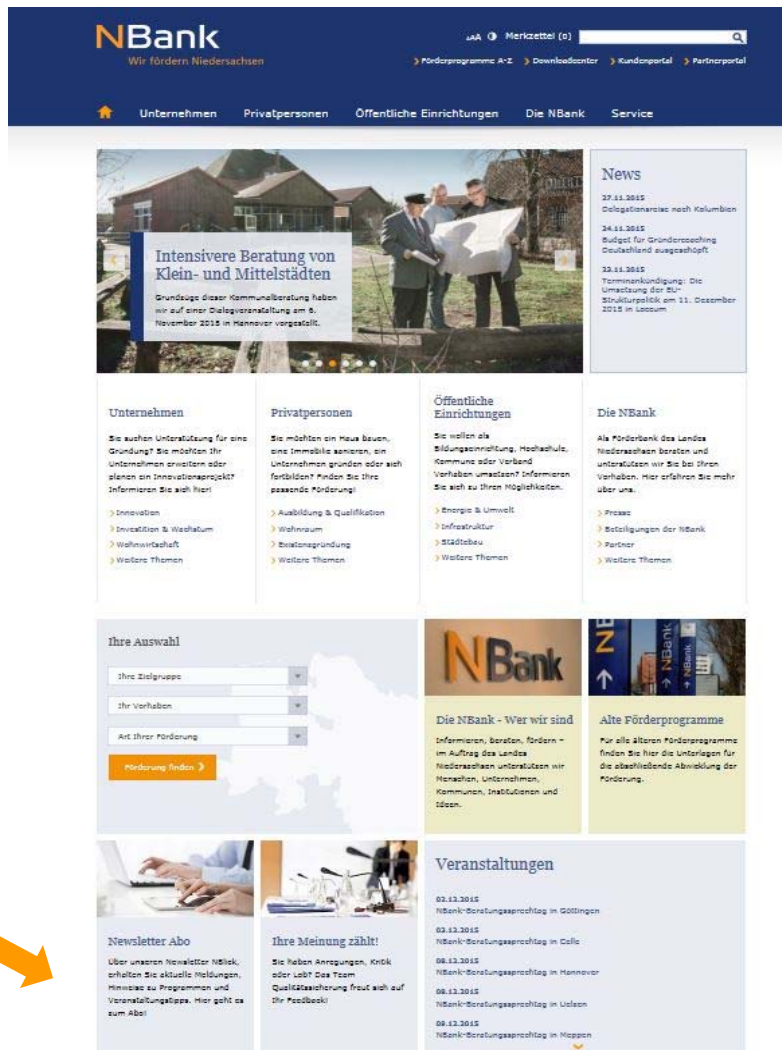 NBank
Wir fördern Niedersachsen
AAA Merkzettel (0)
Förderprogramme A-Z Downloadcenter Kundenportal Partnerportal
Unternehmen Privatpersonen Öffentliche Einrichtungen Die NBank Service
Intensivere Beratung von
Klein- und Mittelstädten
Grundzüge dieser Kommunalberatung haben
wir auf einer Dialogveranstaltung am 6.
November 2015 in Hannover vorgestellt.
News
27.11.2015
Delegationsreise nach Kolumbien
24.11.2015
Budget für Gründercoaching
Deutschland ausgeschöpft
23.11.2015
Terminankündigung: Die
Umsetzung der EU-
Strukturpolitik am 11. Dezember
2015 in Loccum
Unternehmen
Sie suchen Unterstützung für eine
Gründung? Sie möchten Ihr
Unternehmen erweitern oder
planen ein Innovationsprojekt?
Informieren Sie sich hier!
Innovation
Investition & Wachstum
Wohnwirtschaft
Weitere Themen
Privatpersonen
Sie möchten ein Haus bauen,
eine Immobilie sanieren, ein
Unternehmen gründen oder sich
fortbilden? Finden Sie Ihre
passende Förderung!
Ausbildung & Qualifikation
Wohnraum
Existenzgründung
Weitere Themen
Öffentliche
Einrichtungen
Sie wollen als
Bildungseinrichtung, Hochschule,
Kommune oder Verband
Vorhaben umsetzen? Informieren
Sie sich zu Ihren Möglichkeiten.
Energie & Umwelt
Infrastruktur
Städtebau
Weitere Themen
Die NBank
Als Förderbank des Landes
Niedersachsen beraten und
unterstützen wir Sie bei Ihren
Vorhaben. Hier erfahren Sie mehr
über uns.
Presse
Beteiligungen der NBank
Partner
Weitere Themen
Ihre Auswahl
Ihre Zielgruppe
Ihr Vorhaben
Art Ihrer Förderung
Förderung finden
NBank
Die NBank - Wer wir sind
Informieren, beraten, fördern –
im Auftrag des Landes
Niedersachsen unterstützen wir
Menschen, Unternehmen,
Kommunen, Institutionen und
Ideen.
NBank
NBank
Alte Förderprogramme
Für alle älteren Förderprogramme
finden Sie hier die Unterlagen für
die abschließende Abwicklung der
Förderung.
Newsletter Abo
Über unseren Newsletter NBlick,
erhalten Sie aktuelle Meldungen,
Hinweise zu Programmen und
Veranstaltungstipps. Hier geht es
zum Abo!
Ihre Meinung zählt!
Sie haben Anregungen, Kritik
oder Lob? Das Team
Qualitätssicherung freut sich auf
Ihr Feedback!
Veranstaltungen
02.12.2015
NBank-Beratungssprechtag in Göttingen
03.12.2015
NBank-Beratungssprechtag in Celle
08.12.2015
NBank-Beratungssprechtag in Hannover
08.12.2015
NBank-Beratungssprechtag in Uelsen
09.12.2015
NBank-Beratungssprechtag in Meppen